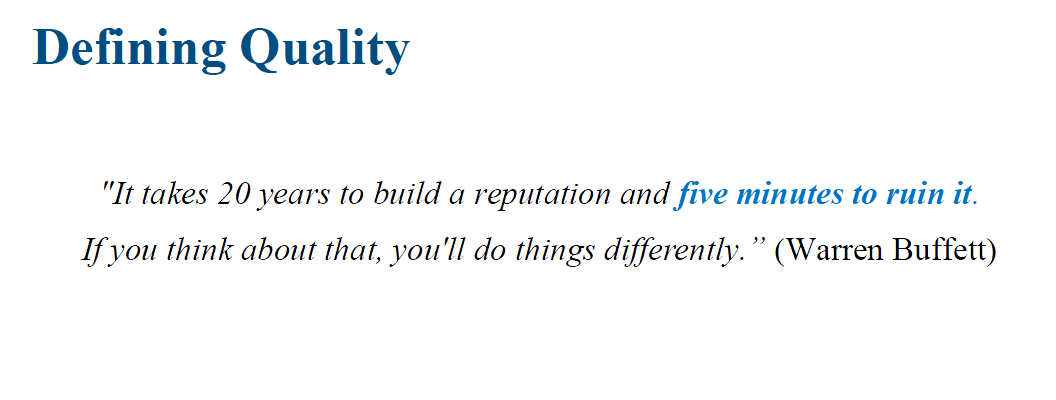 Defining Quality
"It takes 20 years to build a reputation and five minutes to ruin it.
If you think about that, you'll do things differently.” (Warren Buffett)